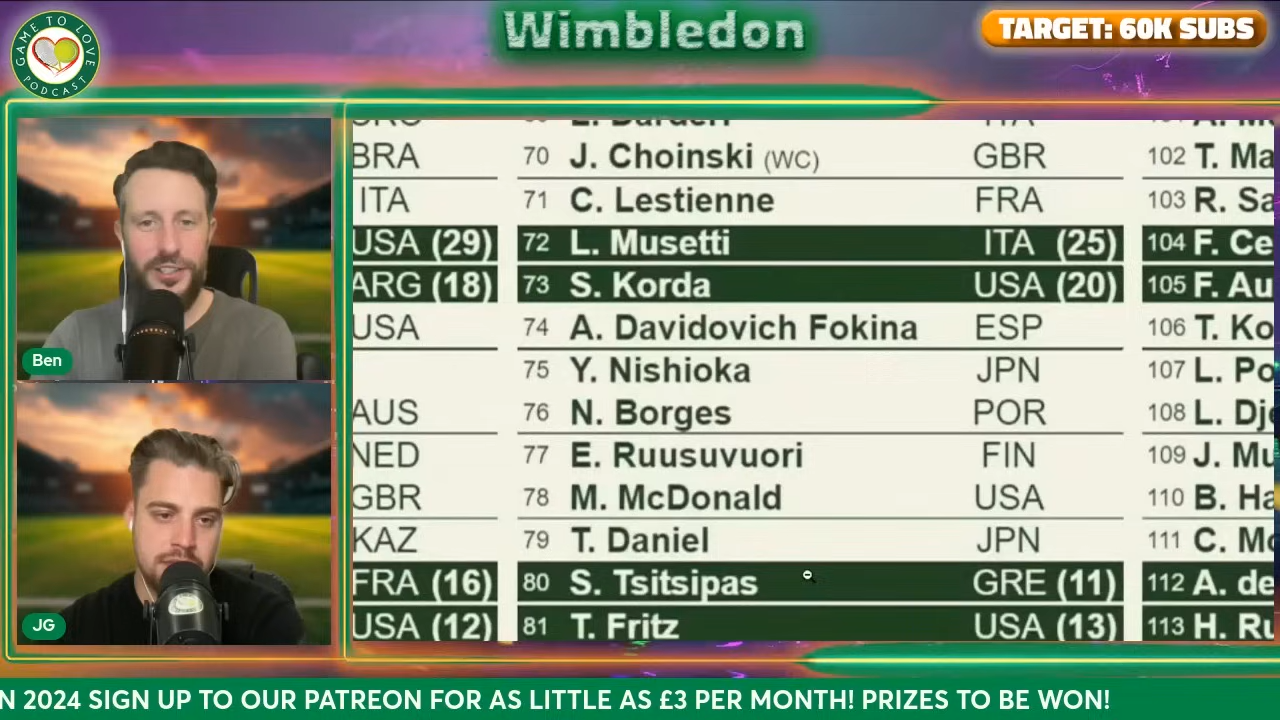 GAME TO LOVE
PODCAST
Wimbledon
TARGET: 60K SUBS
Ben
JG
BRA
ITA
USA (29)
ARG (18)
USA
AUS
NED
GBR
KAZ
FRA (16)
USA (12)
70 J. Choinski (WC) GBR
71 C. Lestienne FRA
72 L. Musetti ITA (25)
73 S. Korda USA (20)
74 A. Davidovich Fokina ESP
75 Y. Nishioka JPN
76 N. Borges POR
77 E. Ruusuvuori FIN
78 M. McDonald USA
79 T. Daniel JPN
80 S. Tsitsipas GRE (11)
81 T. Fritz USA (13)
102 T. Ma
103 R. Sa
104 F. Ce
105 F. Au
106 T. Ko
107 L. Po
108 L. Dje
109 J. Mu
110 B. Ha
111 C. Mo
112 A. de
113 H. Ru
N 2024 SIGN UP TO OUR PATREON FOR AS LITTLE AS £3 PER MONTH! PRIZES TO BE WON!